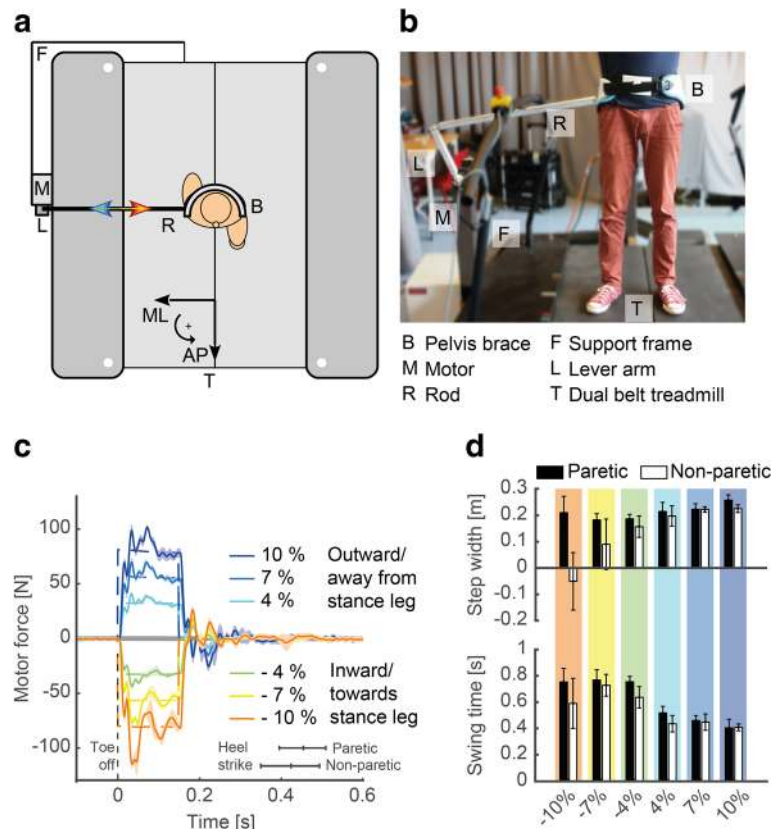 a
F
M
L
R
B
ML
+
AP
T
b
B
R
L
M
F
T
B Pelvis brace F Support frame
M Motor L Lever arm
R Rod T Dual belt treadmill
c
Motor force [N]
100
50
0
-50
-100
10 % Outward/
7 % away from
4 % stance leg
- 4 % Inward/
- 7 % towards
- 10 % stance leg
Toe off
Heel strike
Paretic
Non-paretic
0 0.2 0.4 0.6
Time [s]
d
Paretic Non-paretic
Step width [m]
0.3
0.2
0.1
0
-0.1
-0.2
Swing time [s]
1
0.8
0.6
0.4
0.2
0
-10% -7% -4% 4% 7% 10%